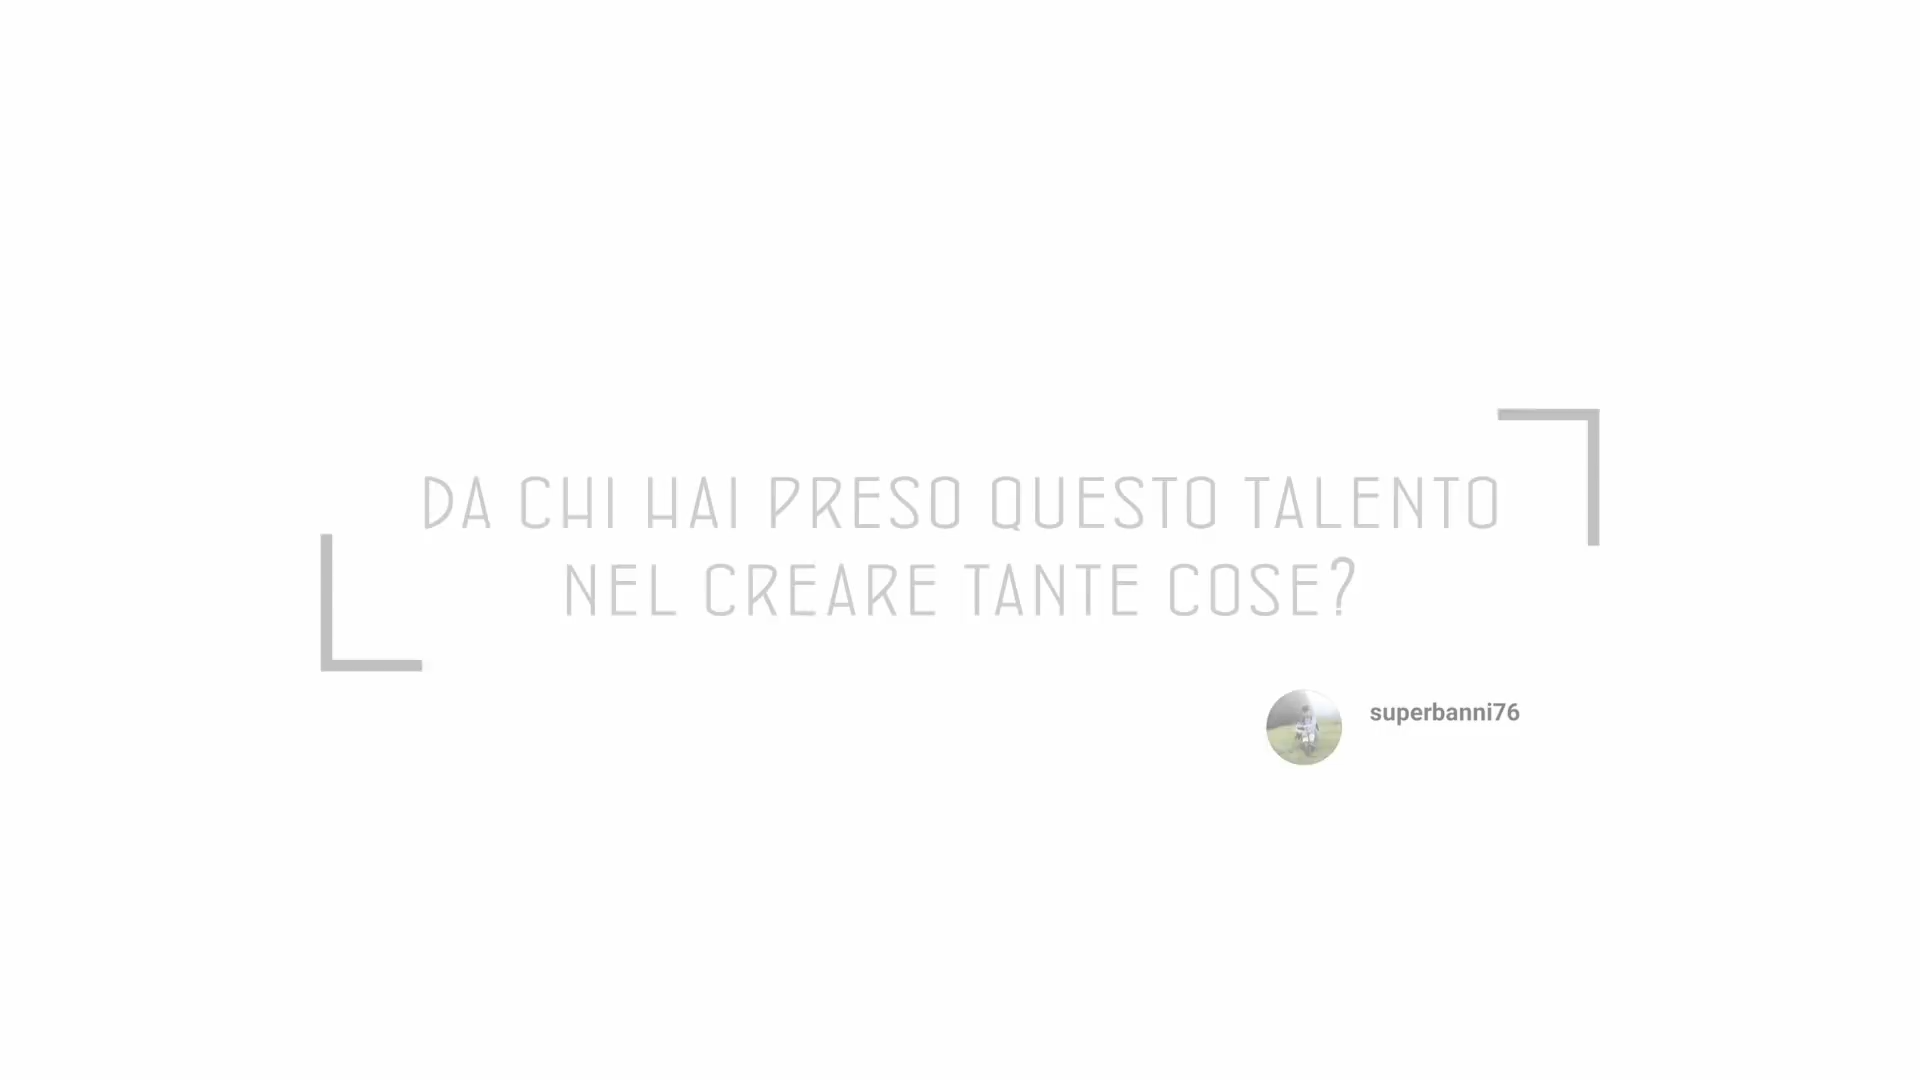 DA CHI HAI PRESO QUESTO TALENTO
NEL CREARE TANTE COSE?
superbanni76